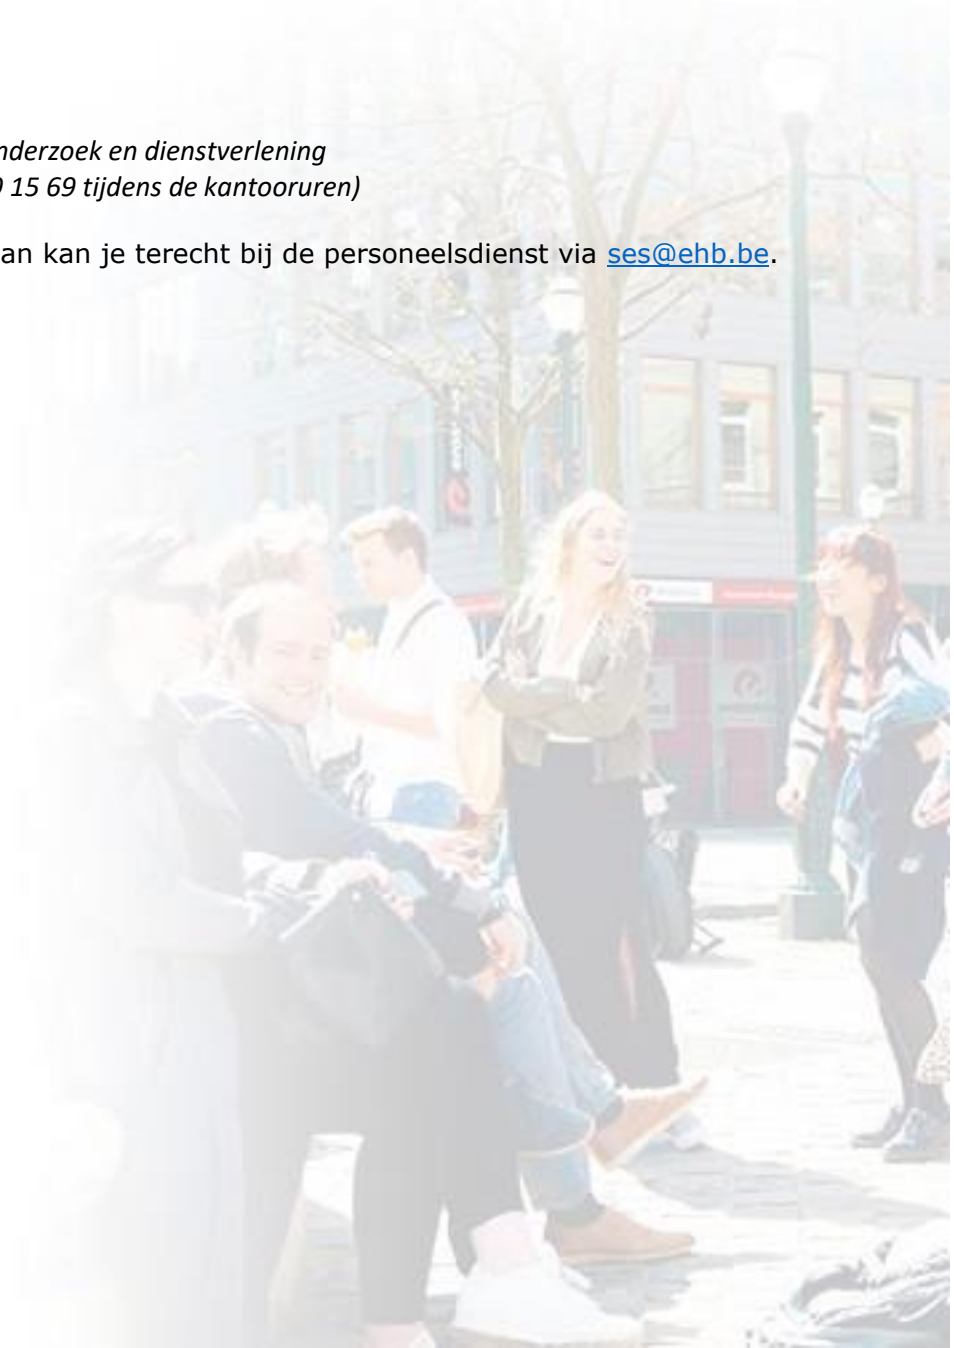 nderzoek en dienstverlening
15 69 tijdens de kantooruren)
an kan je terecht bij de personeelsdienst via ses@ehb.be.